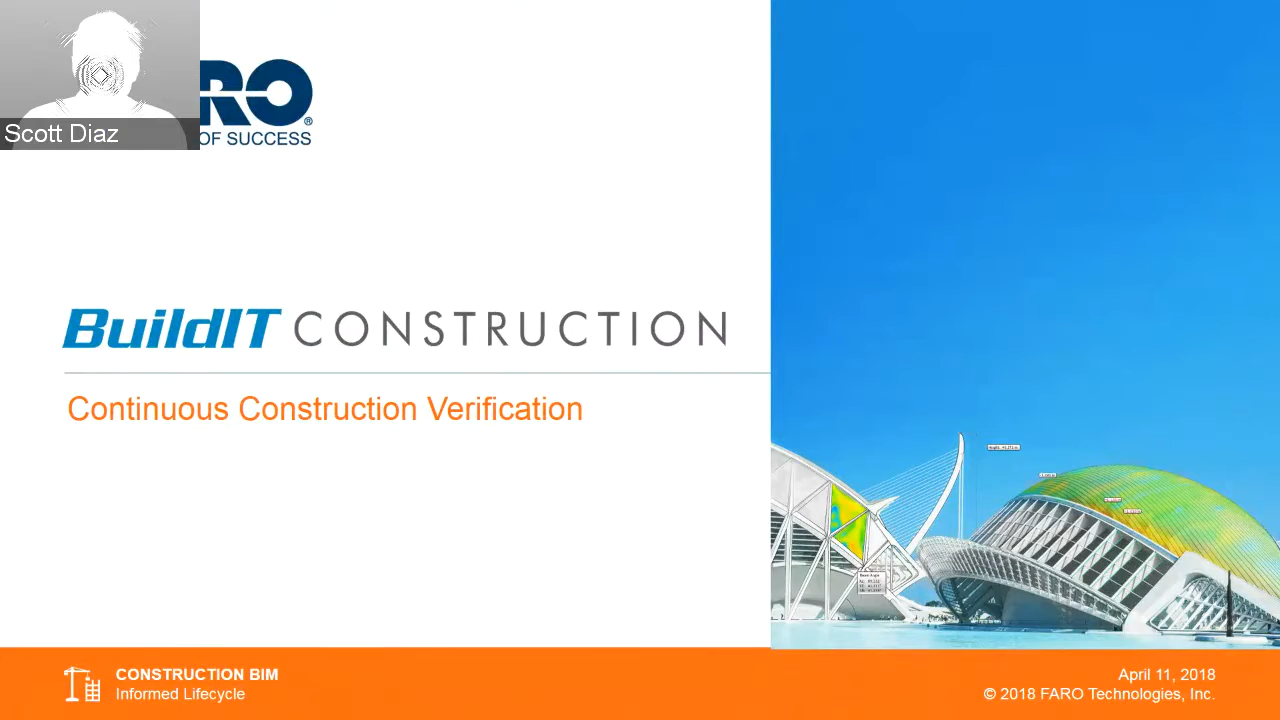 Scott Diaz
RO®
OF SUCCESS
BuildIT CONSTRUCTION
Continuous Construction Verification
CONSTRUCTION BIM
Informed Lifecycle
April 11, 2018
© 2018 FARO Technologies, Inc.